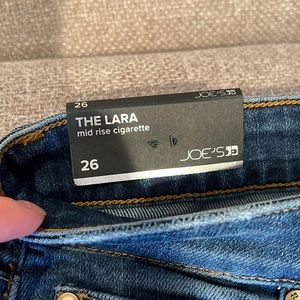 26
THE LARA
mid rise cigarette
26
JOE'S